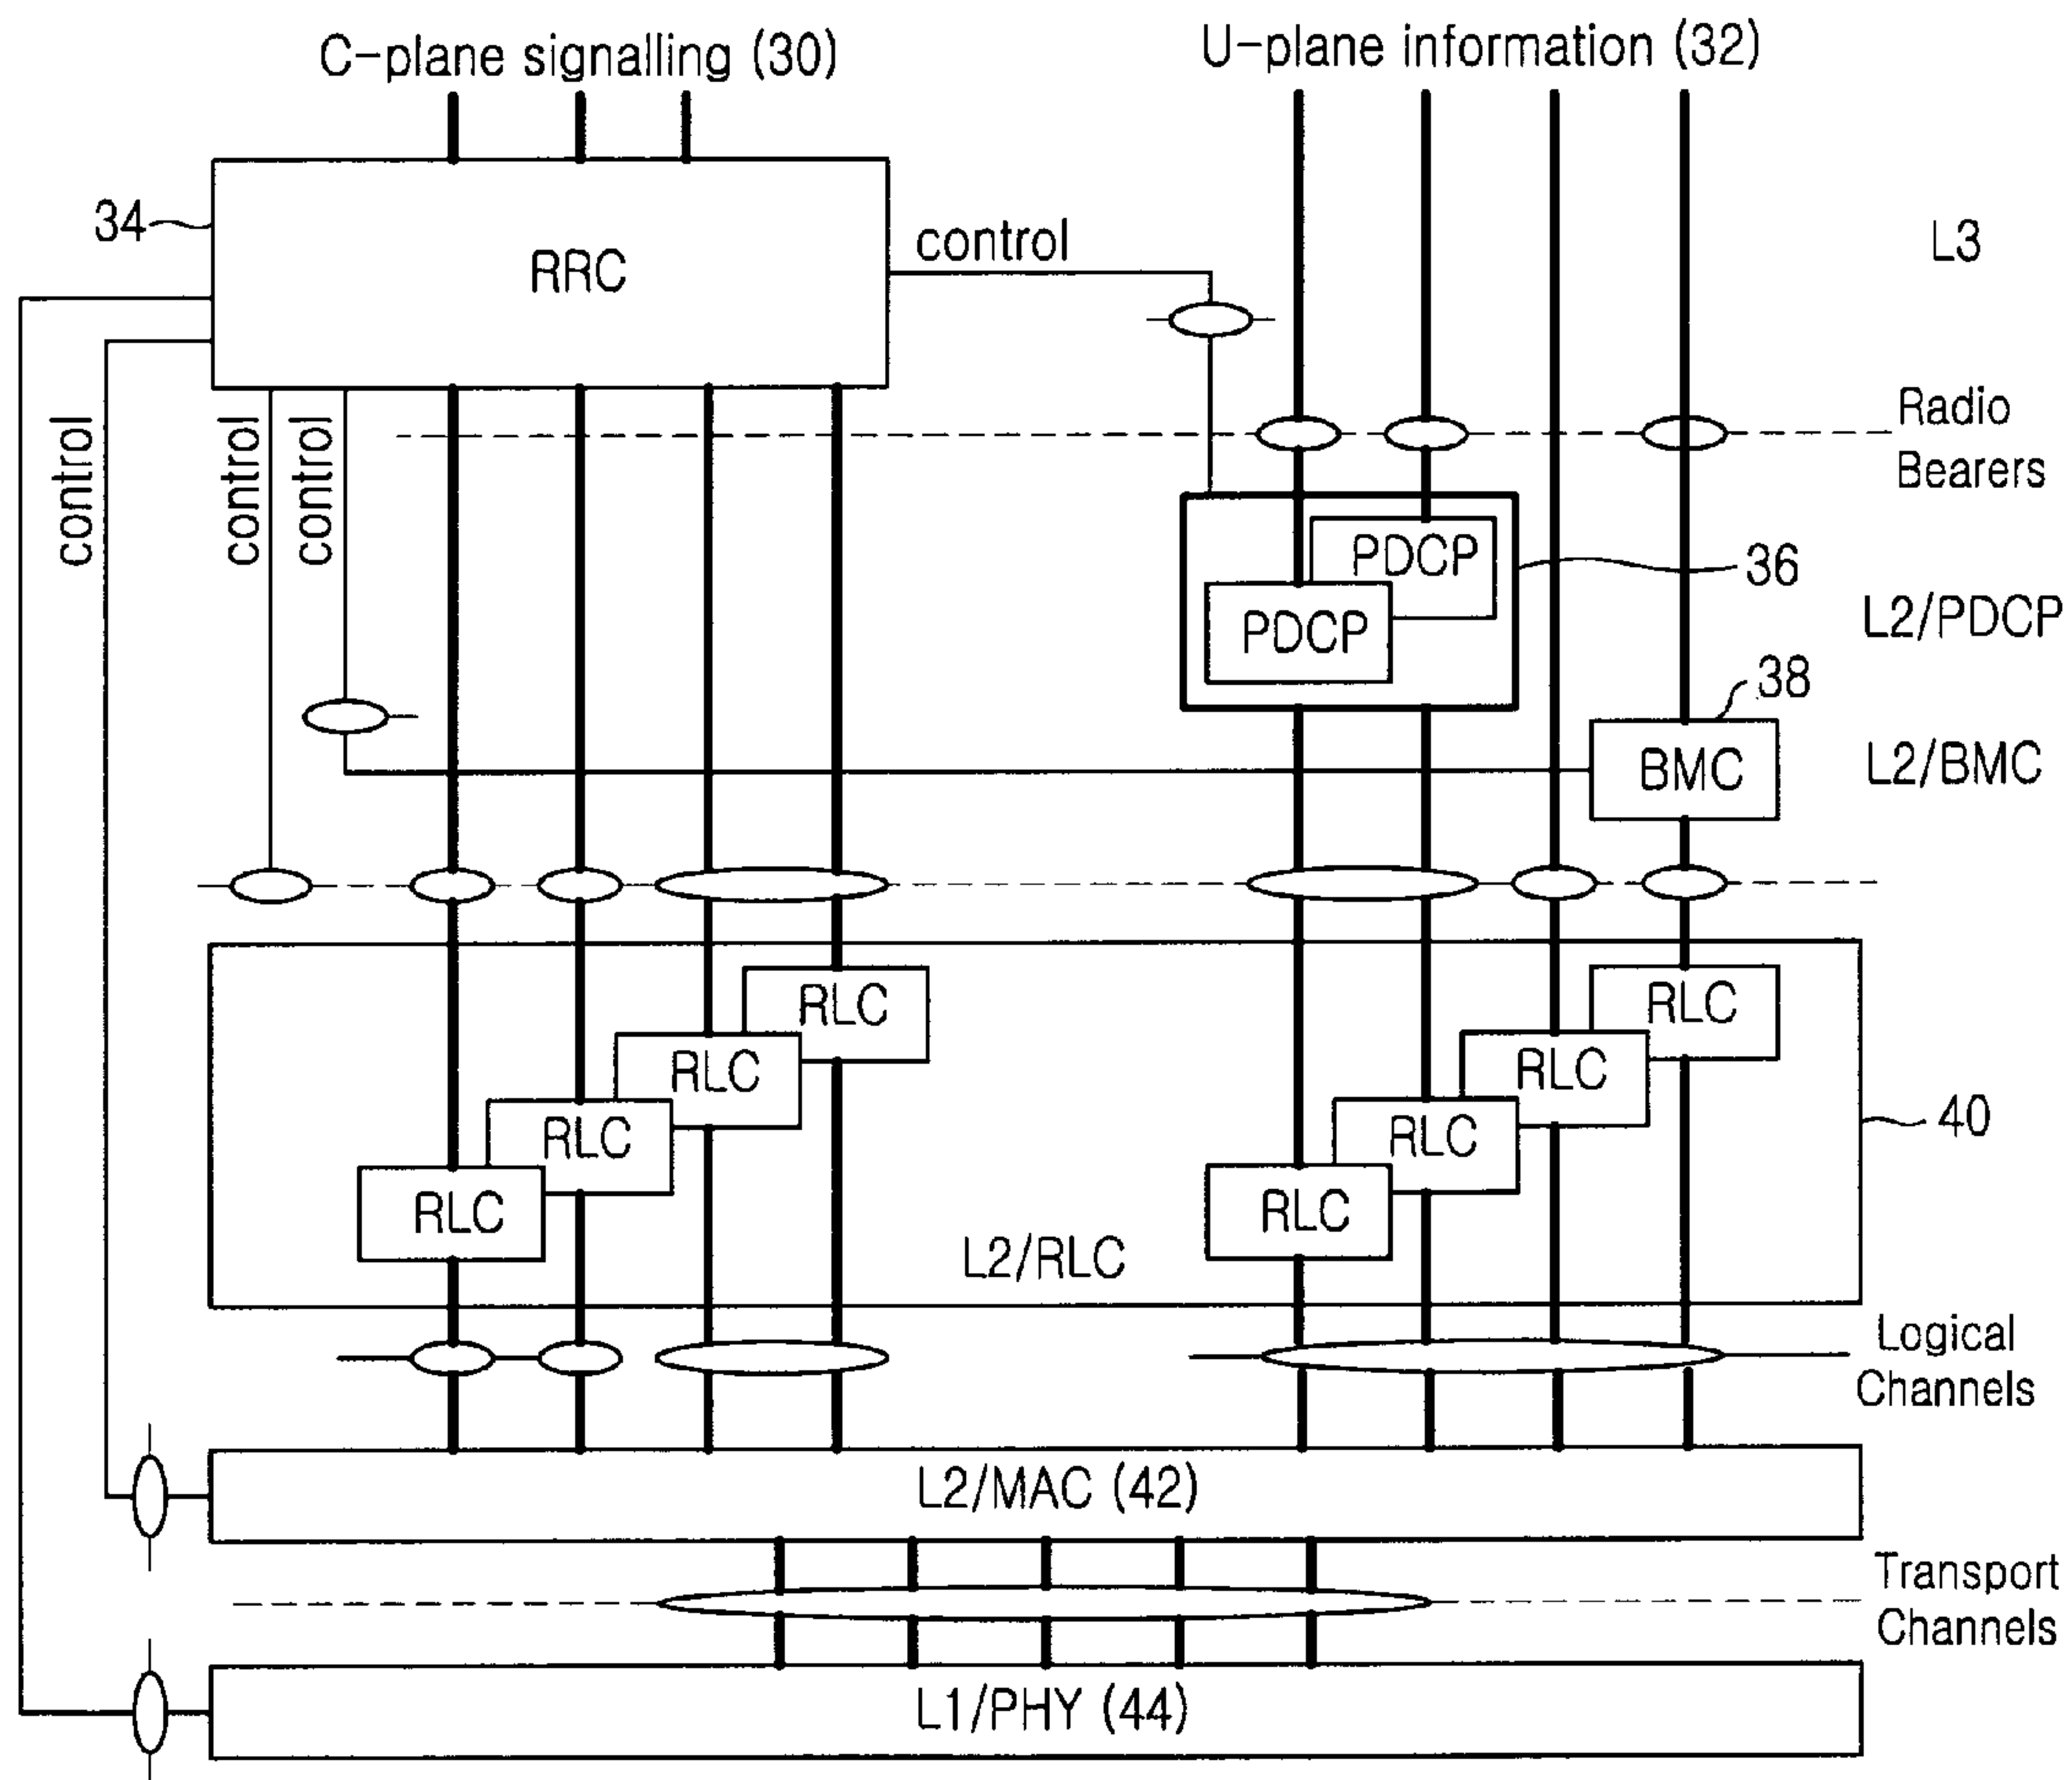 C-plane signalling (30)
U-plane information (32)
34
RRC
control
L3
control
control
control
Radio
Bearers
PDCP
PDCP
36
L2/PDCP
38
BMC
L2/BMC
RLC
RLC
RLC
RLC
RLC
RLC
RLC
RLC
40
L2/RLC
Logical
Channels
L2/MAC (42)
Transport
Channels
L1/PHY (44)